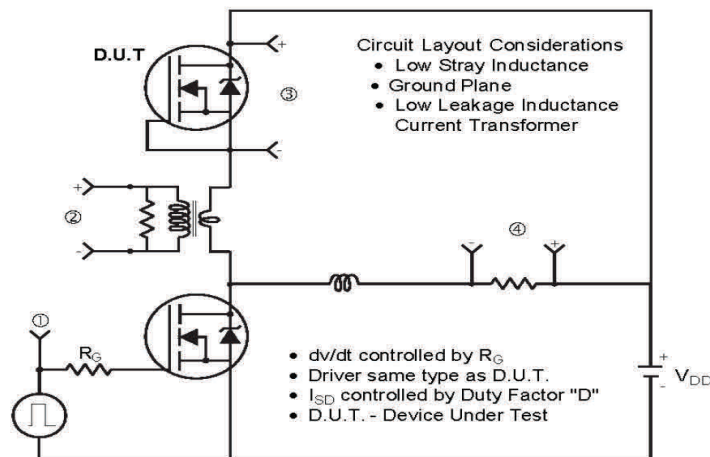 D.U.T
+
③
-
Circuit Layout Considerations
• Low Stray Inductance
• Ground Plane
• Low Leakage Inductance
Current Transformer
+
②
-
- ④ +
①
RG
• dv/dt controlled by RG
• Driver same type as D.U.T.
• ISD controlled by Duty Factor "D"
• D.U.T. - Device Under Test
+
VDD
-